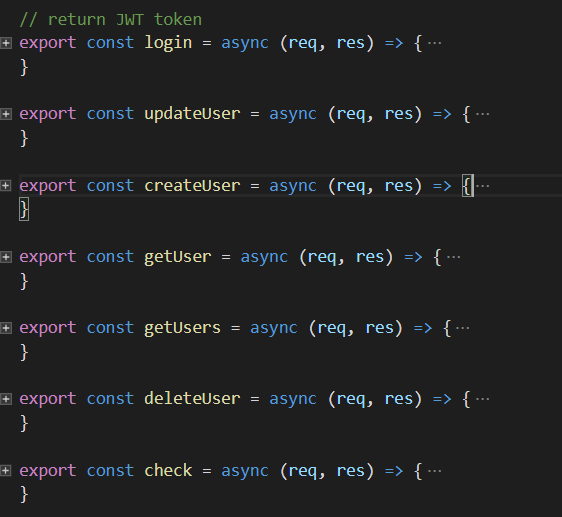 // return JWT token
export const login = async (req, res) => { ···
}
export const updateUser = async (req, res) => { ···
}
export const createUser = async (req, res) => { ···
}
export const getUser = async (req, res) => { ···
}
export const getUsers = async (req, res) => { ···
}
export const deleteUser = async (req, res) => { ···
}
export const check = async (req, res) => { ···
}